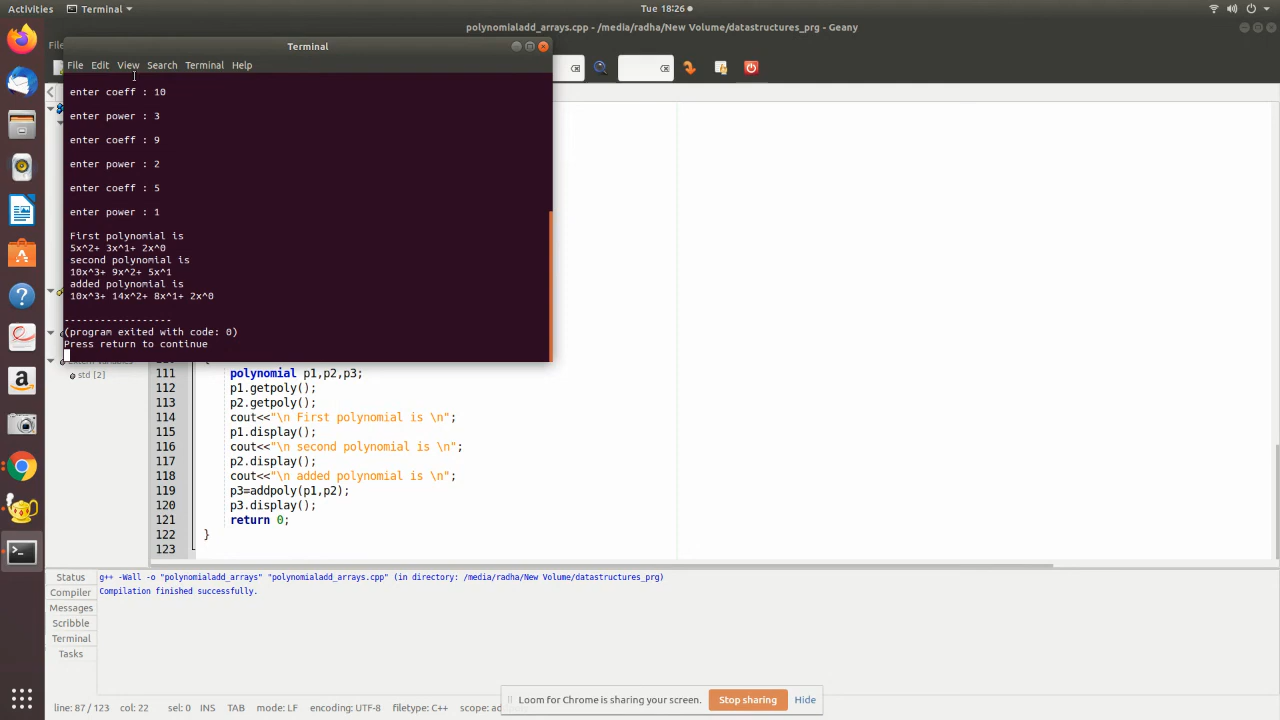 Activities Terminal Tue 18:26
polynomialadd_arrays.cpp - /media/radha/New Volume/datastructures_prg - Geany
Terminal
File Edit View Search Terminal Help
enter coeff : 10
enter power : 3
enter coeff : 9
enter power : 2
enter coeff : 5
enter power : 1
First polynomial is
5x^2+ 3x^1+ 2x^0
second polynomial is
10x^3+ 9x^2+ 5x^1
added polynomial is
10x^3+ 14x^2+ 8x^1+ 2x^0
------------------
(program exited with code: 0)
Press return to continue
std [2]
111 polynomial p1,p2,p3;
112 p1.getpoly();
113 p2.getpoly();
114 cout<<"\n First polynomial is \n";
115 p1.display();
116 cout<<"\n second polynomial is \n";
117 p2.display();
118 cout<<"\n added polynomial is \n";
119 p3=addpoly(p1,p2);
120 p3.display();
121 return 0;
122 }
123
Status g++ -Wall -o "polynomialadd_arrays" "polynomialadd_arrays.cpp" (in directory: /media/radha/New Volume/datastructures_prg)
Compiler Compilation finished successfully.
Messages
Scribble
Terminal
Tasks
Loom for Chrome is sharing your screen. Stop sharing Hide
line: 87 / 123 col: 22 sel: 0 INS TAB mode: LF encoding: UTF-8 filetype: C++ scope: